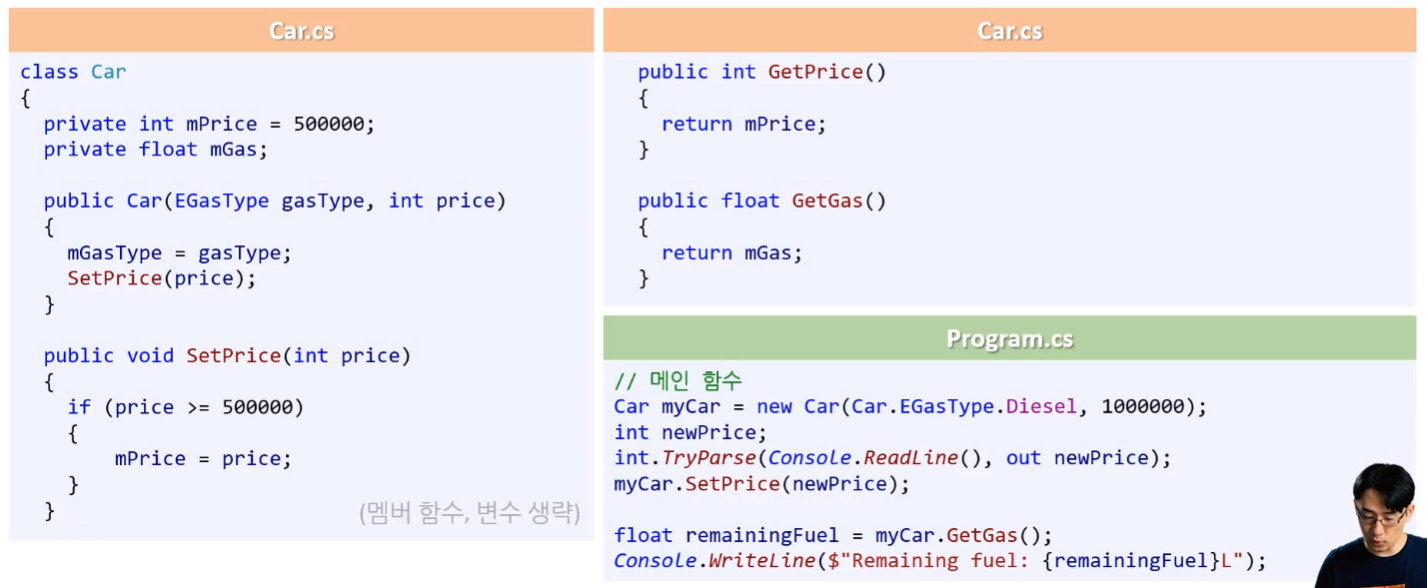 Car.cs
class Car
{
private int mPrice = 500000;
private float mGas;
public Car(EGasType gasType, int price)
{
mGasType = gasType;
SetPrice(price);
}
public void SetPrice(int price)
{
if (price >= 500000)
{
mPrice = price;
}
}
(멤버 함수, 변수 생략)
Car.cs
public int GetPrice()
{
return mPrice;
}
public float GetGas()
{
return mGas;
}
Program.cs
// 메인 함수
Car myCar = new Car(Car.EGasType.Diesel, 1000000);
int newPrice;
int.TryParse(Console.ReadLine(), out newPrice);
myCar.SetPrice(newPrice);
float remainingFuel = myCar.GetGas();
Console.WriteLine($"Remaining fuel: {remainingFuel}L");